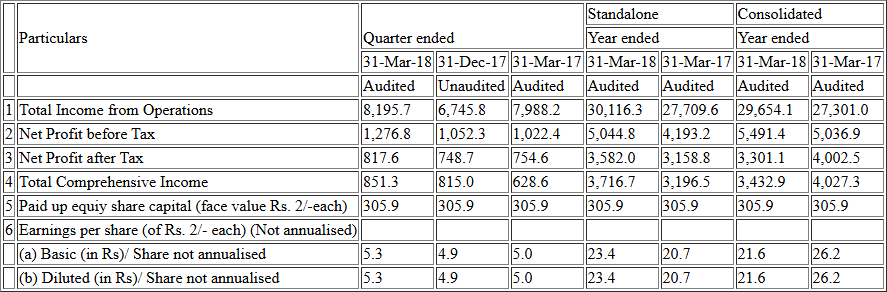 Standalone Consolidated
Particulars Quarter ended Year ended Year ended
31-Mar-18 31-Dec-17 31-Mar-17 31-Mar-18 31-Mar-17 31-Mar-18 31-Mar-17
Audited Unaudited Audited Audited Audited Audited Audited
1 Total Income from Operations 8,195.7 6,745.8 7,988.2 30,116.3 27,709.6 29,654.1 27,301.0
2 Net Profit before Tax 1,276.8 1,052.3 1,022.4 5,044.8 4,193.2 5,491.4 5,036.9
3 Net Profit after Tax 817.6 748.7 754.6 3,582.0 3,158.8 3,301.1 4,002.5
4 Total Comprehensive Income 851.3 815.0 628.6 3,716.7 3,196.5 3,432.9 4,027.3
5 Paid up equiy share capital (face value Rs. 2/-each) 305.9 305.9 305.9 305.9 305.9 305.9 305.9
6 Earnings per share (of Rs. 2/- each) (Not annualised)
(a) Basic (in Rs)/ Share not annualised 5.3 4.9 5.0 23.4 20.7 21.6 26.2
(b) Diluted (in Rs)/ Share not annualised 5.3 4.9 5.0 23.4 20.7 21.6 26.2